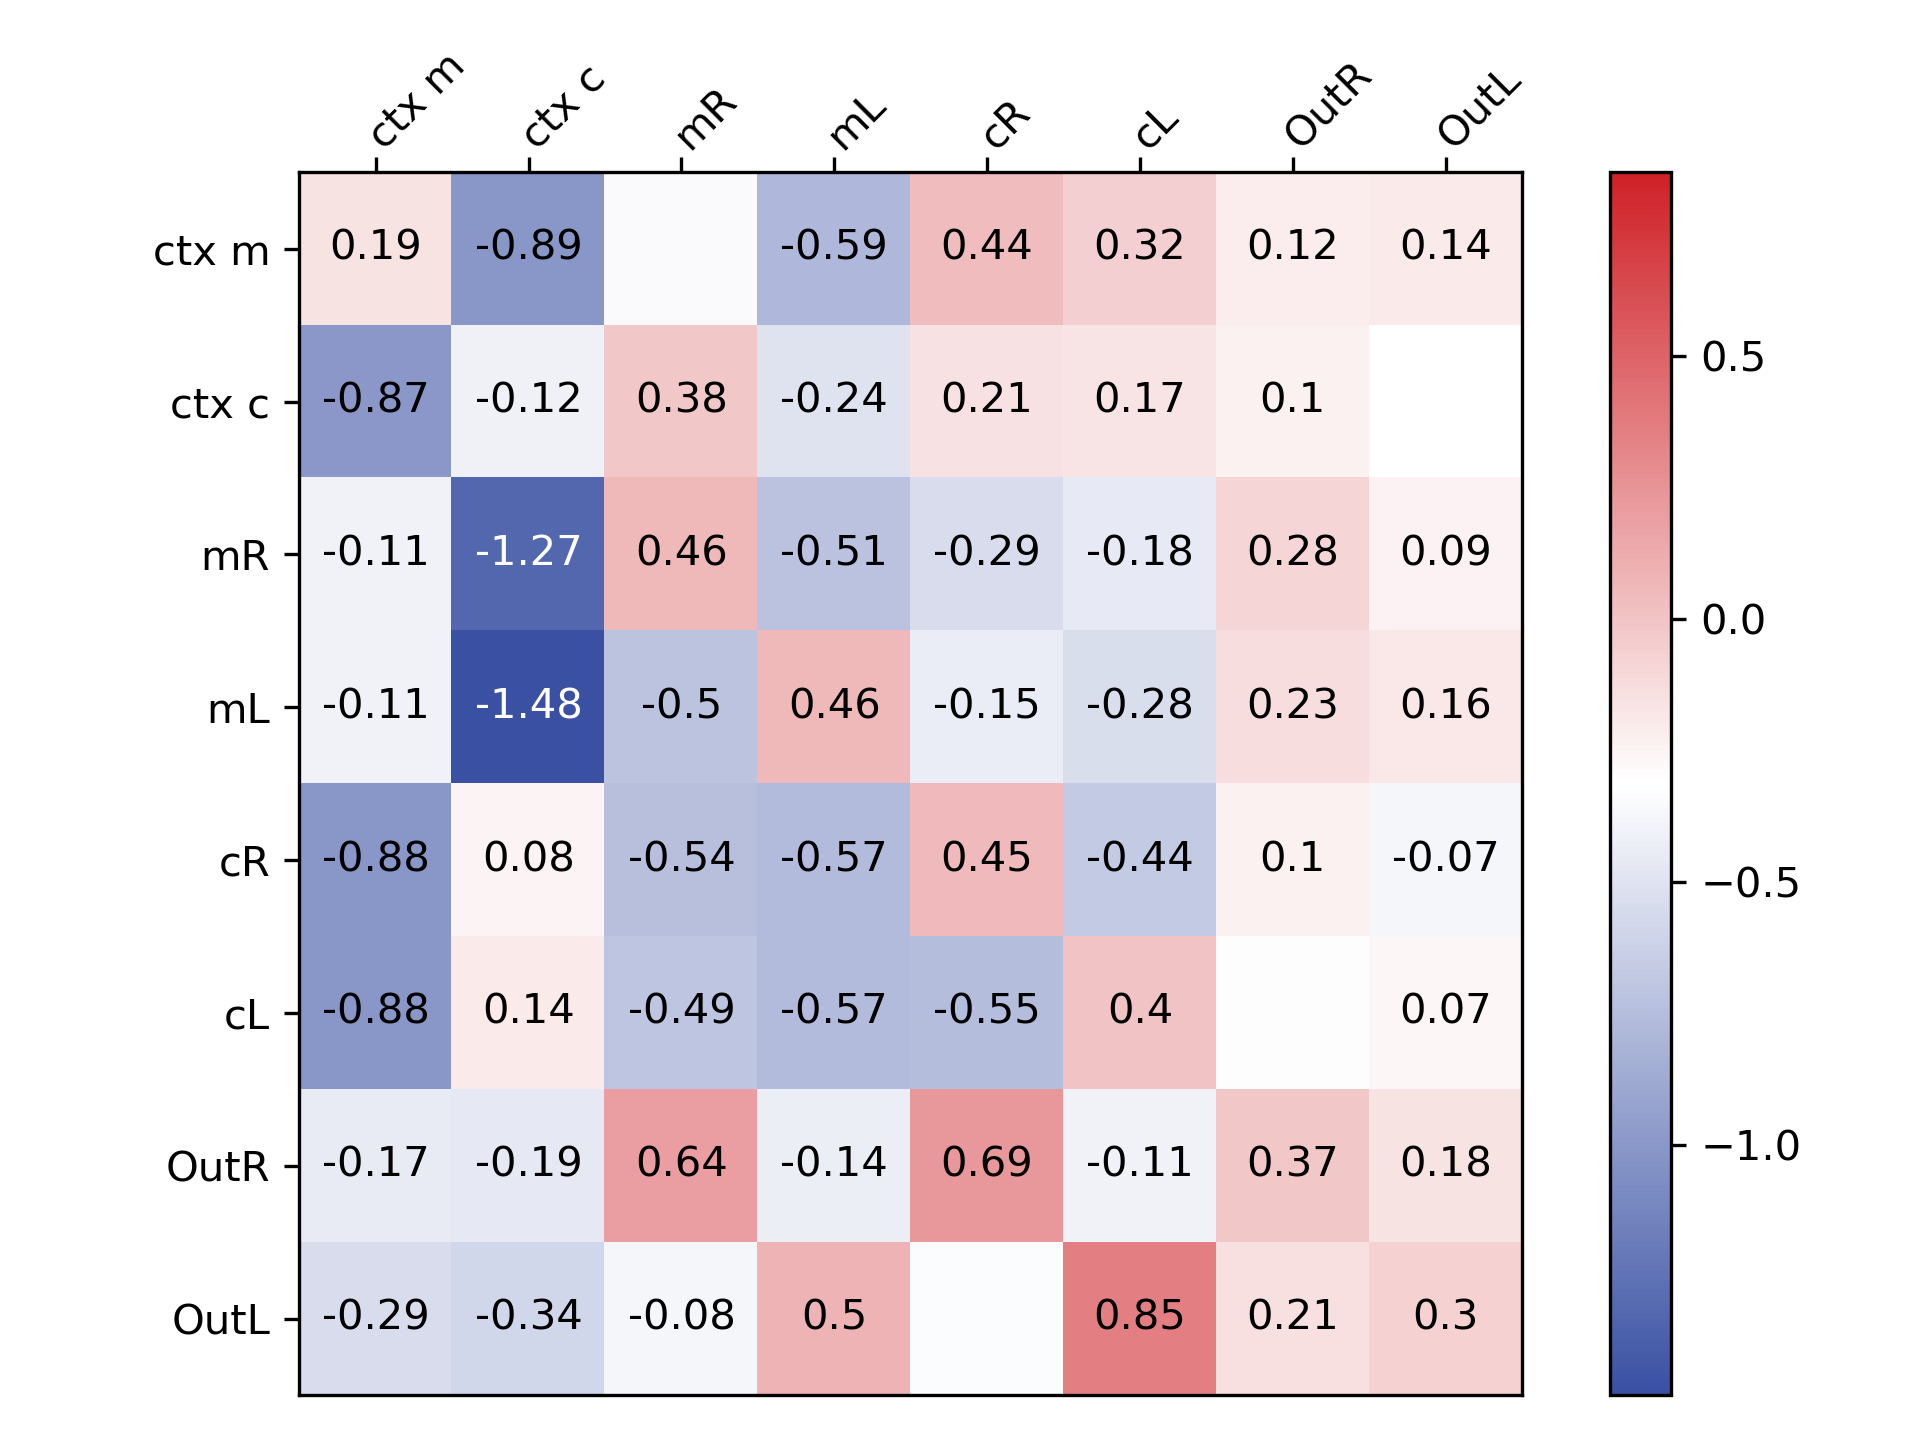 ctx m ctx c mR mL cR cL OutR OutL
ctx m 0.19 -0.89 -0.59 0.44 0.32 0.12 0.14
0.5
ctx c -0.87 -0.12 0.38 -0.24 0.21 0.17 0.1
mR -0.11 -1.27 0.46 -0.51 -0.29 -0.18 0.28 0.09
0.0
mL -0.11 -1.48 -0.5 0.46 -0.15 -0.28 0.23 0.16
cR -0.88 0.08 -0.54 -0.57 0.45 -0.44 0.1 -0.07
−0.5
cL -0.88 0.14 -0.49 -0.57 -0.55 0.4 0.07
−1.0
OutR -0.17 -0.19 0.64 -0.14 0.69 -0.11 0.37 0.18
OutL -0.29 -0.34 -0.08 0.5 0.85 0.21 0.3